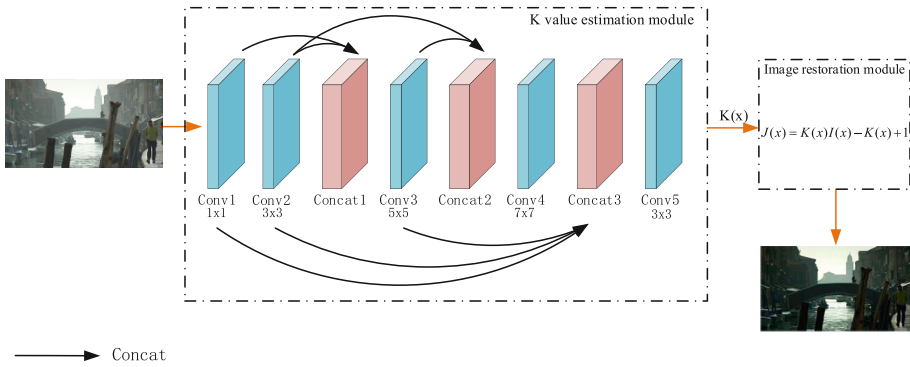 K value estimation module
Conv1
1x1
Conv2
3x3
Concat1
Conv3
5x5
Concat2
Conv4
7x7
Concat3
Conv5
3x3
K(x)
Image restoration module
J(x) = K(x)I(x) − K(x) + 1
Concat